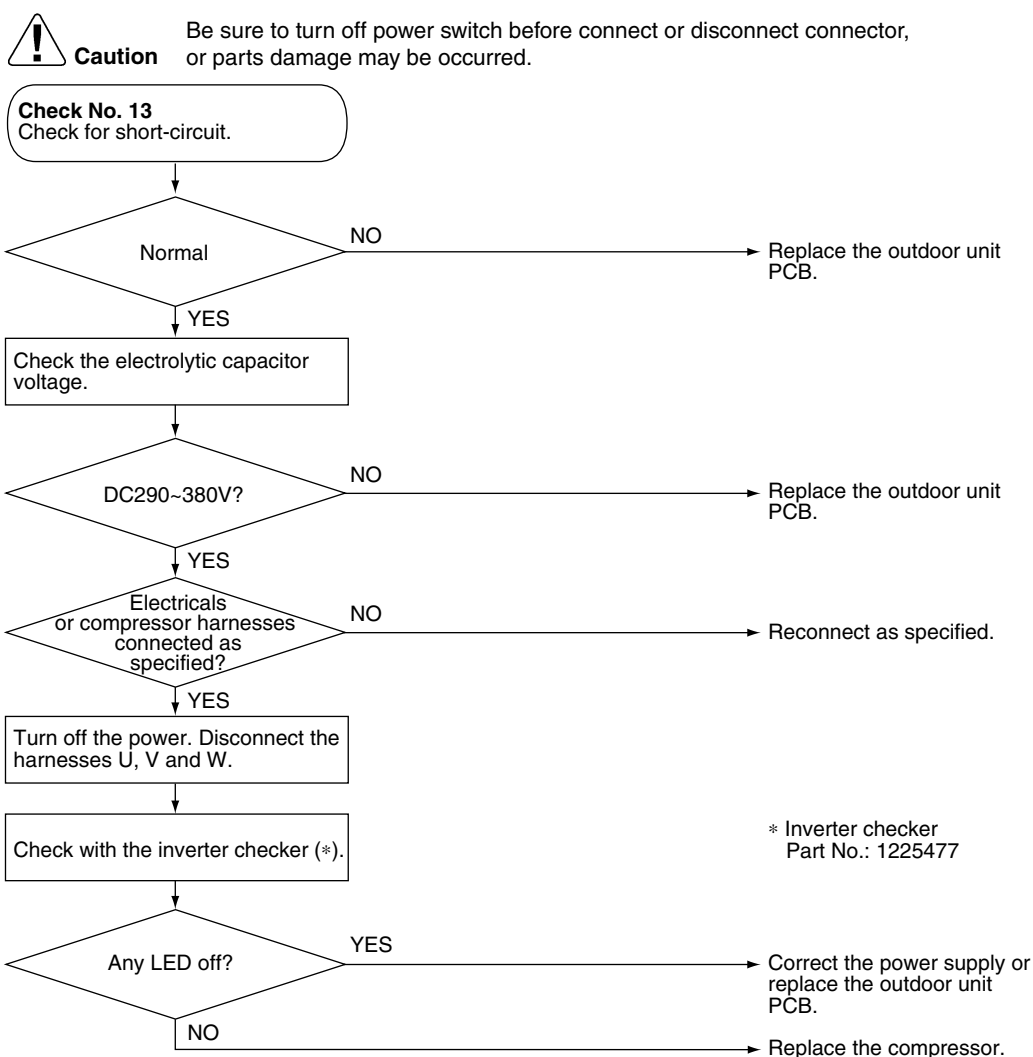 Caution
Be sure to turn off power switch before connect or disconnect connector,
or parts damage may be occurred.
Check No. 13
Check for short-circuit.
Normal
NO
Replace the outdoor unit
PCB.
YES
Check the electrolytic capacitor
voltage.
DC290~380V?
NO
Replace the outdoor unit
PCB.
YES
Electricals
or compressor harnesses
connected as
specified?
NO
Reconnect as specified.
YES
Turn off the power. Disconnect the
harnesses U, V and W.
Check with the inverter checker (*).
* Inverter checker
Part No.: 1225477
Any LED off?
YES
Correct the power supply or
replace the outdoor unit
PCB.
NO
Replace the compressor.